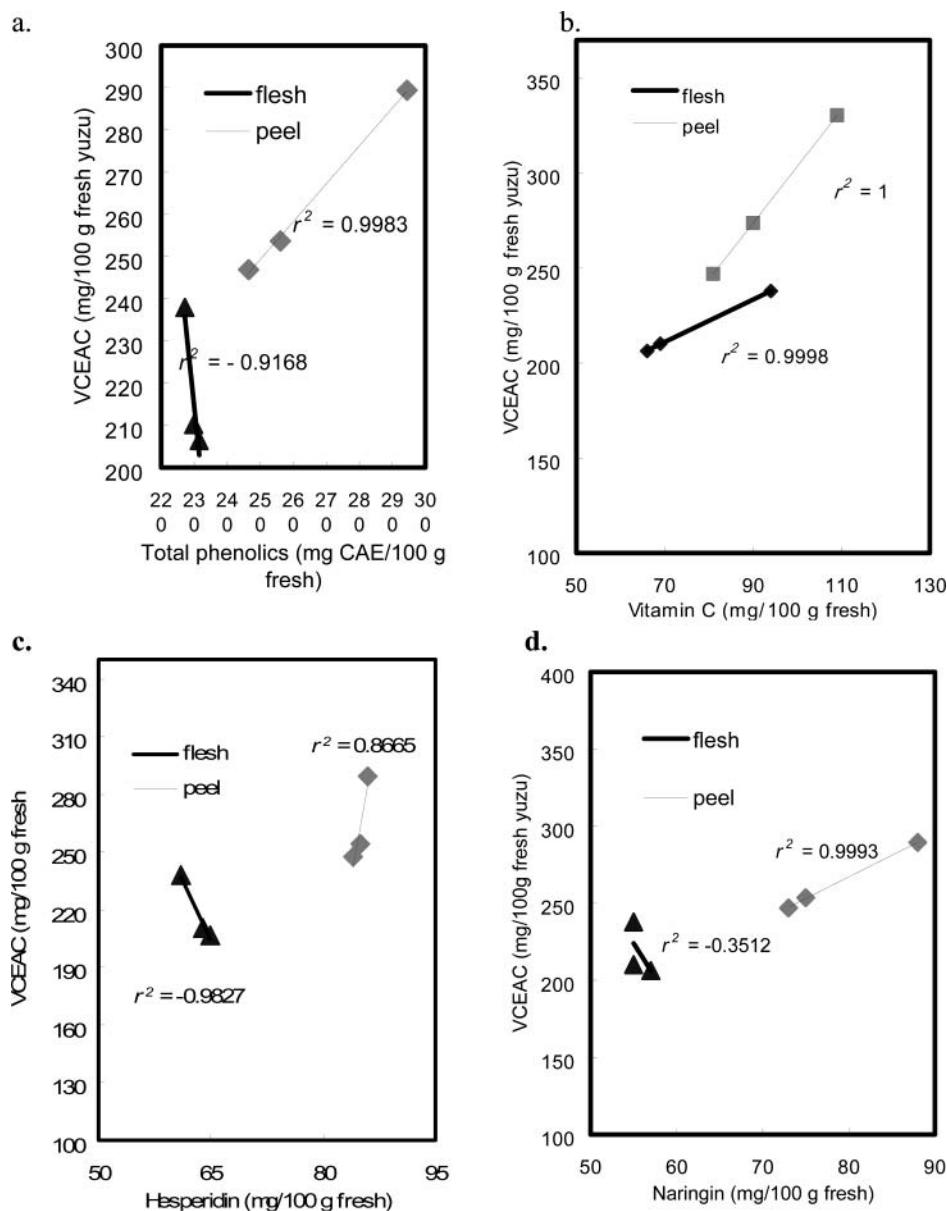 a.
300
290
280
270
260
250
240
230
220
210
200
VCEAC (mg/100 g fresh yuzu)
flesh
peel
r² = 0.9983
r² = - 0.9168
22 23 24 25 26 27 28 29 30
0 0 0 0 0 0 0 0 0
Total phenolics (mg CAE/100 g
fresh)
b.
350
300
250
200
150
100
VCEAC (mg/100 g fresh yuzu)
flesh
peel
r² = 1
r² = 0.9998
50 70 90 110 130
Vitamin C (mg/100 g fresh)
c.
340
310
280
250
220
190
160
130
100
VCEAC (mg/100 g fresh
flesh
peel
r² = 0.8665
r² = -0.9827
50 65 80 95
Hesperidin (mg/100 g fresh)
d.
400
350
300
250
200
150
100
VCEAC (mg/100g fresh yuzu)
flesh
peel
r² = 0.9993
r² = -0.3512
50 60 70 80 90
Naringin (mg/100 g fresh)